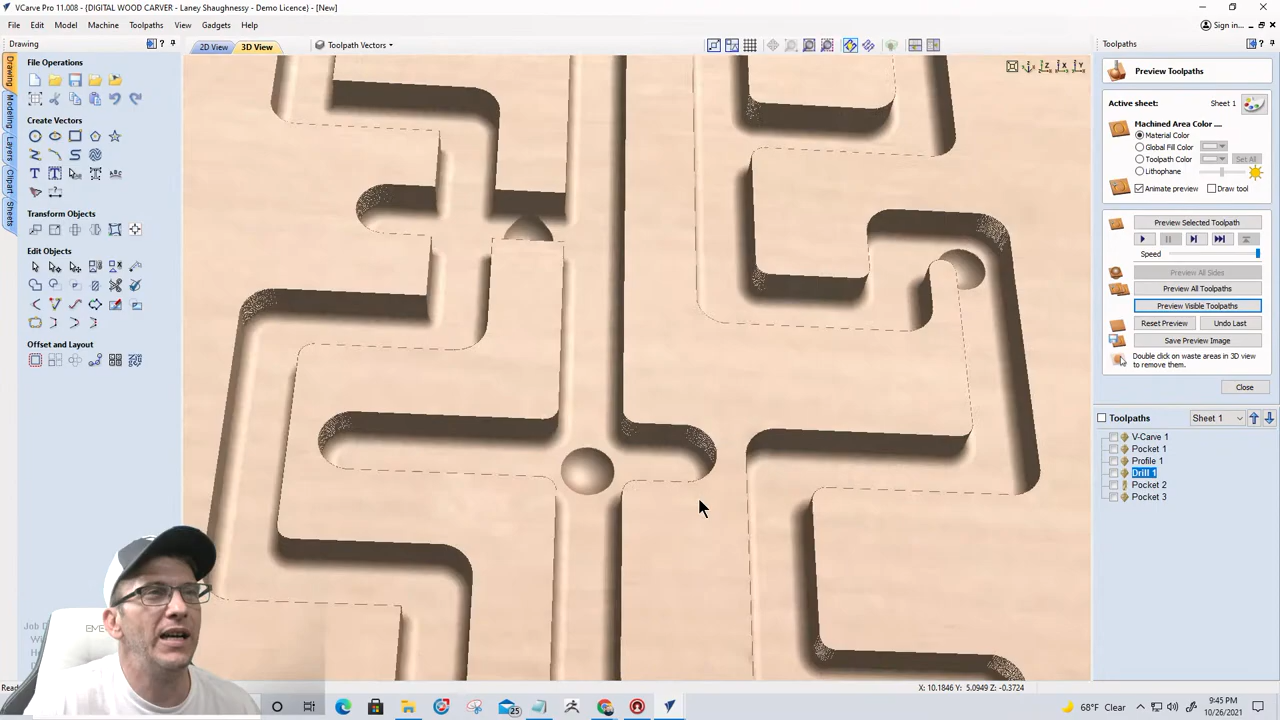 VCarve Pro 11.008 - {DIGITAL WOOD CARVER - Laney Shaughnessy - Demo Licence} - [New]
File Edit Model Machine Toolpaths View Gadgets Help
Sign in...
Drawing
2D View 3D View Toolpath Vectors
Toolpaths
File Operations
Create Vectors
Transform Objects
Edit Objects
Offset and Layout
Drawing
Modeling
Layers
Clipart
Sheets
Preview Toolpaths
Active sheet: Sheet 1
Machined Area Color ....
Material Color
Global Fill Color
Toolpath Color Set All
Lithophane
Animate preview Draw tool
Preview Selected Toolpath
Speed
Preview All Sides
Preview All Toolpaths
Preview Visible Toolpaths
Reset Preview Undo Last
Save Preview Image
Double click on waste areas in 3D view
to remove them.
Close
Toolpaths Sheet 1
V-Carve 1
Pocket 1
Profile 1
Drill 1
Pocket 2
Pocket 3
X: 10.1846 Y: 5.0949 Z: -0.3724
25
68°F Clear
9:45 PM
10/26/2021